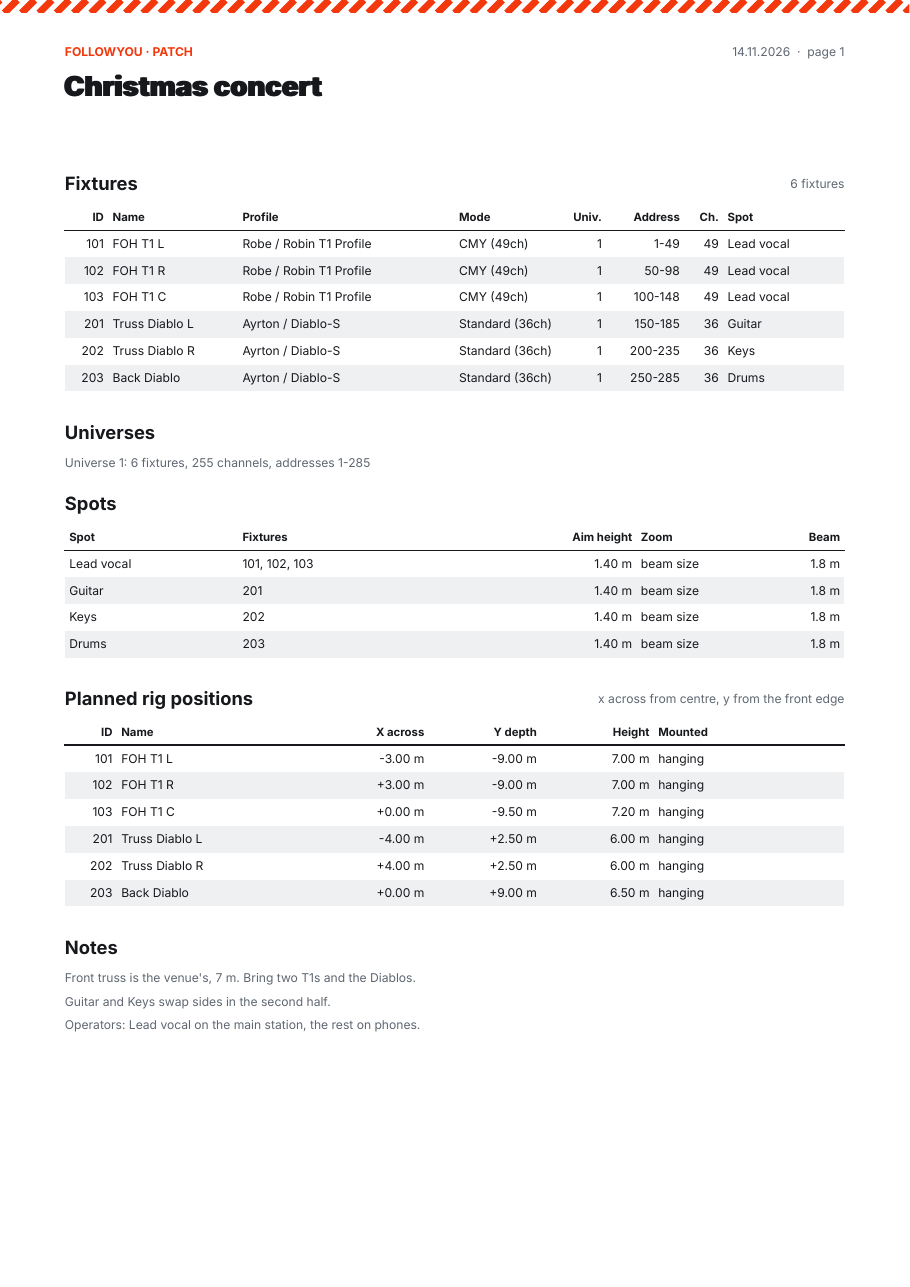 FOLLOWYOU · PATCH 14.11.2026 · page 1
Christmas concert
Fixtures 6 fixtures
ID Name Profile Mode Univ. Address Ch. Spot
101 FOH T1 L Robe / Robin T1 Profile CMY (49ch) 1 1-49 49 Lead vocal
102 FOH T1 R Robe / Robin T1 Profile CMY (49ch) 1 50-98 49 Lead vocal
103 FOH T1 C Robe / Robin T1 Profile CMY (49ch) 1 100-148 49 Lead vocal
201 Truss Diablo L Ayrton / Diablo-S Standard (36ch) 1 150-185 36 Guitar
202 Truss Diablo R Ayrton / Diablo-S Standard (36ch) 1 200-235 36 Keys
203 Back Diablo Ayrton / Diablo-S Standard (36ch) 1 250-285 36 Drums
Universes
Universe 1: 6 fixtures, 255 channels, addresses 1-285
Spots
Spot Fixtures Aim height Zoom Beam
Lead vocal 101, 102, 103 1.40 m beam size 1.8 m
Guitar 201 1.40 m beam size 1.8 m
Keys 202 1.40 m beam size 1.8 m
Drums 203 1.40 m beam size 1.8 m
Planned rig positions x across from centre, y from the front edge
ID Name X across Y depth Height Mounted
101 FOH T1 L -3.00 m -9.00 m 7.00 m hanging
102 FOH T1 R +3.00 m -9.00 m 7.00 m hanging
103 FOH T1 C +0.00 m -9.50 m 7.20 m hanging
201 Truss Diablo L -4.00 m +2.50 m 6.00 m hanging
202 Truss Diablo R +4.00 m +2.50 m 6.00 m hanging
203 Back Diablo +0.00 m +9.00 m 6.50 m hanging
Notes
Front truss is the venue's, 7 m. Bring two T1s and the Diablos.
Guitar and Keys swap sides in the second half.
Operators: Lead vocal on the main station, the rest on phones.